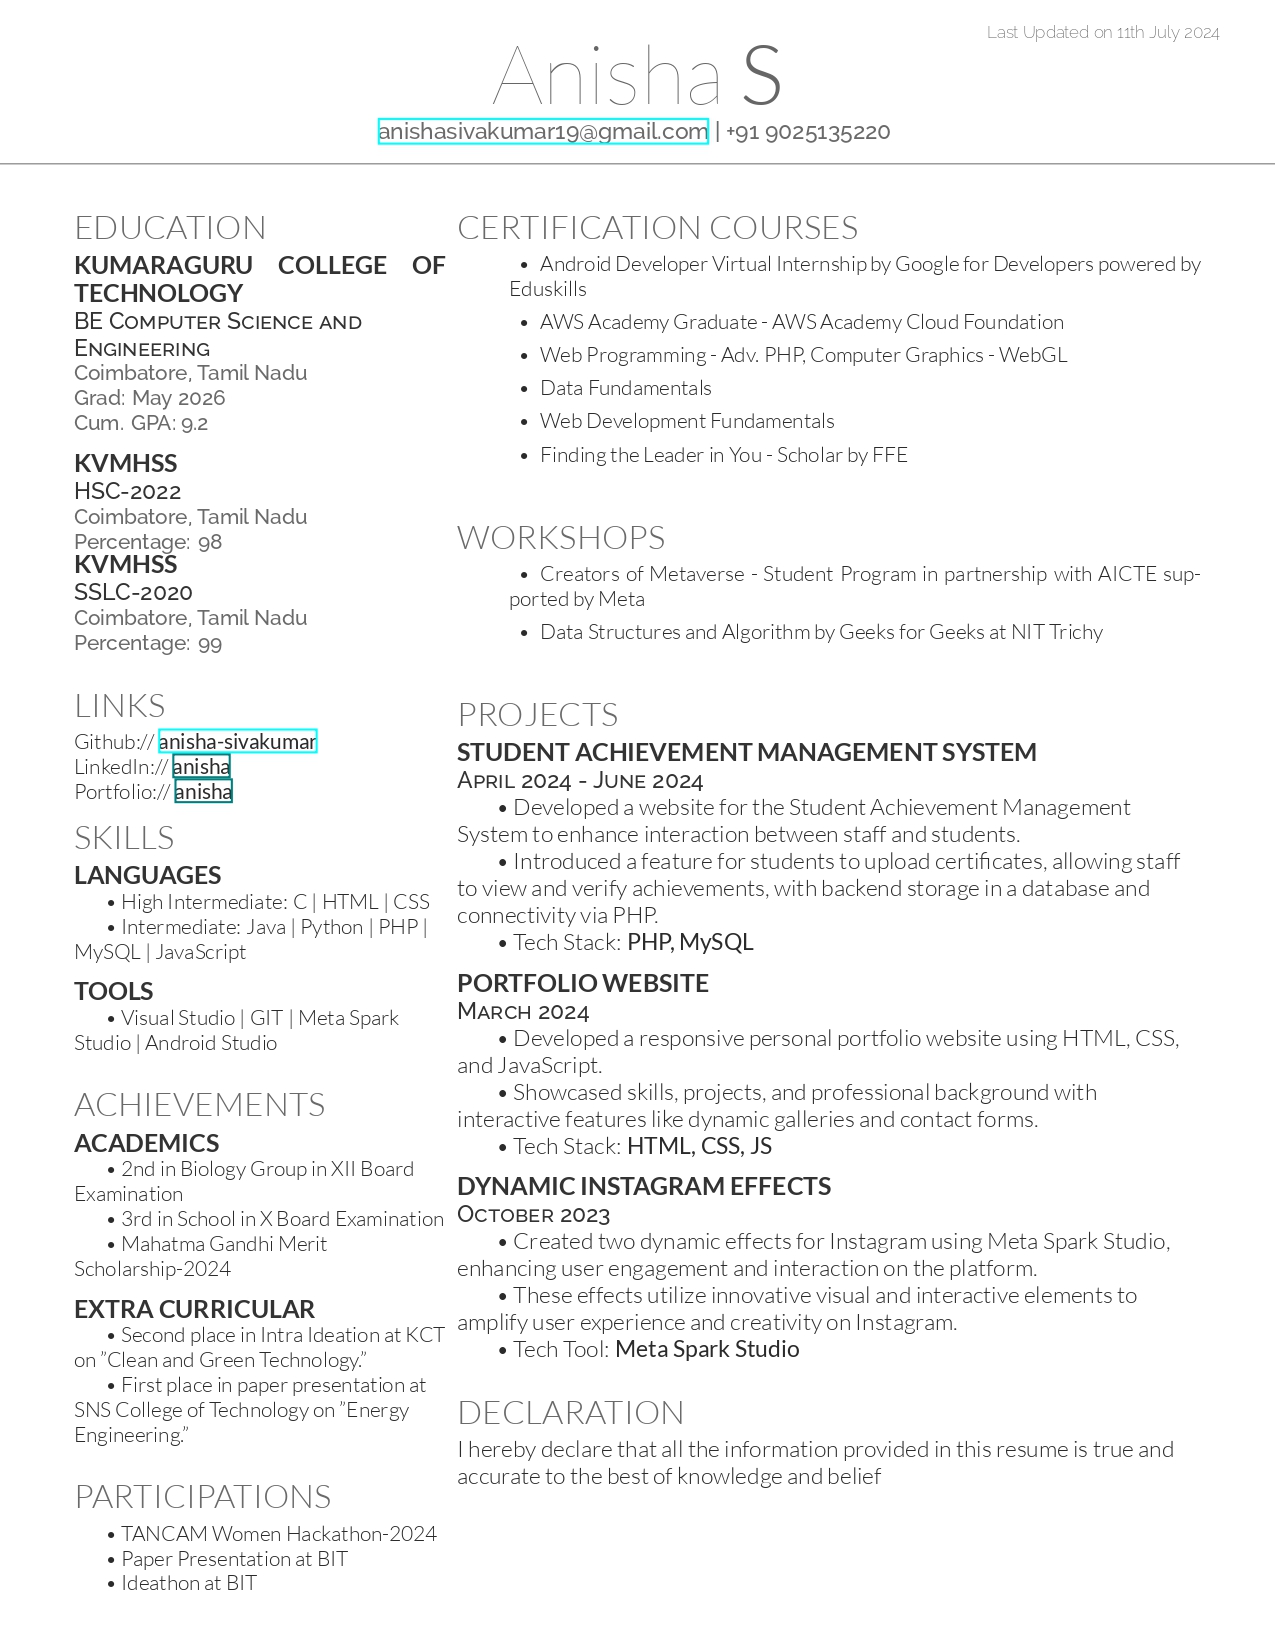 Last Updated on 11th July 2024
Anisha S
anishasivakumar19@gmail.com | +91 9025135220
EDUCATION
KUMARAGURU COLLEGE OF
TECHNOLOGY
BE Computer Science and
Engineering
Coimbatore, Tamil Nadu
Grad: May 2026
Cum. GPA: 9.2
KVMHSS
HSC-2022
Coimbatore, Tamil Nadu
Percentage: 98
KVMHSS
SSLC-2020
Coimbatore, Tamil Nadu
Percentage: 99
LINKS
Github:// anisha-sivakumar
LinkedIn:// anisha
Portfolio:// anisha
SKILLS
LANGUAGES
• High Intermediate: C | HTML | CSS
• Intermediate: Java | Python | PHP |
MySQL | JavaScript
TOOLS
• Visual Studio | GIT | Meta Spark
Studio | Android Studio
ACHIEVEMENTS
ACADEMICS
• 2nd in Biology Group in XII Board
Examination
• 3rd in School in X Board Examination
• Mahatma Gandhi Merit
Scholarship-2024
EXTRA CURRICULAR
• Second place in Intra Ideation at KCT
on ”Clean and Green Technology.”
• First place in paper presentation at
SNS College of Technology on ”Energy
Engineering.”
PARTICIPATIONS
• TANCAM Women Hackathon-2024
• Paper Presentation at BIT
• Ideathon at BIT
CERTIFICATION COURSES
• Android Developer Virtual Internship by Google for Developers powered by
Eduskills
• AWS Academy Graduate - AWS Academy Cloud Foundation
• Web Programming - Adv. PHP, Computer Graphics - WebGL
• Data Fundamentals
• Web Development Fundamentals
• Finding the Leader in You - Scholar by FFE
WORKSHOPS
• Creators of Metaverse - Student Program in partnership with AICTE sup-
ported by Meta
• Data Structures and Algorithm by Geeks for Geeks at NIT Trichy
PROJECTS
STUDENT ACHIEVEMENT MANAGEMENT SYSTEM
April 2024 - June 2024
• Developed a website for the Student Achievement Management
System to enhance interaction between staff and students.
• Introduced a feature for students to upload certificates, allowing staff
to view and verify achievements, with backend storage in a database and
connectivity via PHP.
• Tech Stack: PHP, MySQL
PORTFOLIO WEBSITE
March 2024
• Developed a responsive personal portfolio website using HTML, CSS,
and JavaScript.
• Showcased skills, projects, and professional background with
interactive features like dynamic galleries and contact forms.
• Tech Stack: HTML, CSS, JS
DYNAMIC INSTAGRAM EFFECTS
October 2023
• Created two dynamic effects for Instagram using Meta Spark Studio,
enhancing user engagement and interaction on the platform.
• These effects utilize innovative visual and interactive elements to
amplify user experience and creativity on Instagram.
• Tech Tool: Meta Spark Studio
DECLARATION
I hereby declare that all the information provided in this resume is true and
accurate to the best of knowledge and belief